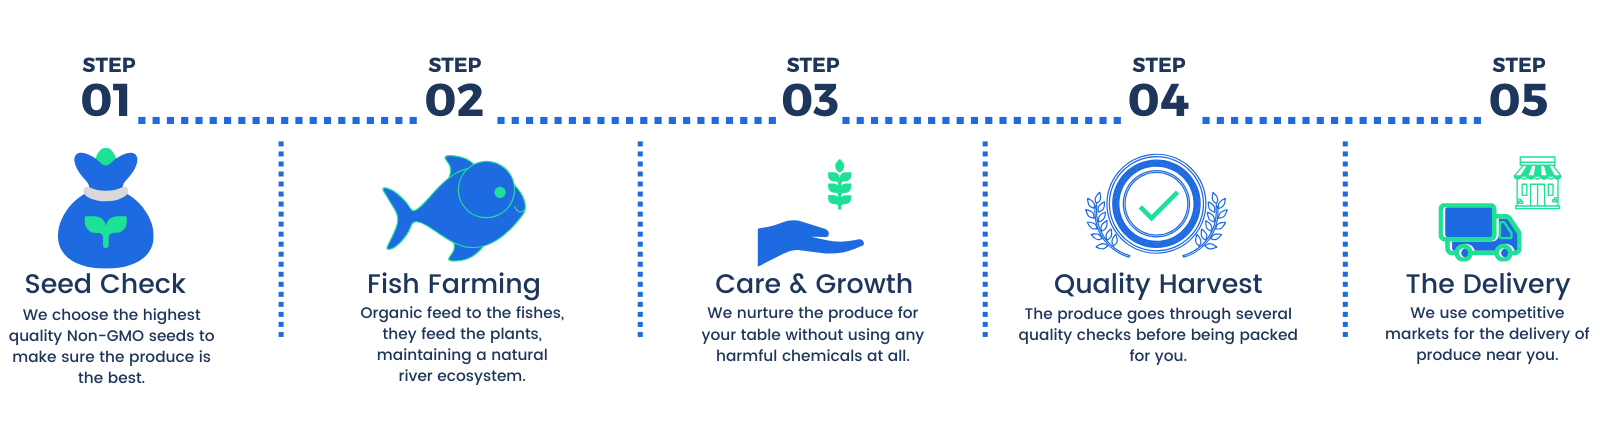 STEP
01
STEP
02
STEP
03
STEP
04
STEP
05
Seed Check
We choose the highest
quality Non-GMO seeds to
make sure the produce is
the best.
Fish Farming
Organic feed to the fishes,
they feed the plants,
maintaining a natural
river ecosystem.
Care & Growth
We nurture the produce for
your table without using any
harmful chemicals at all.
Quality Harvest
The produce goes through several
quality checks before being packed
for you.
The Delivery
We use competitive
markets for the delivery of
produce near you.